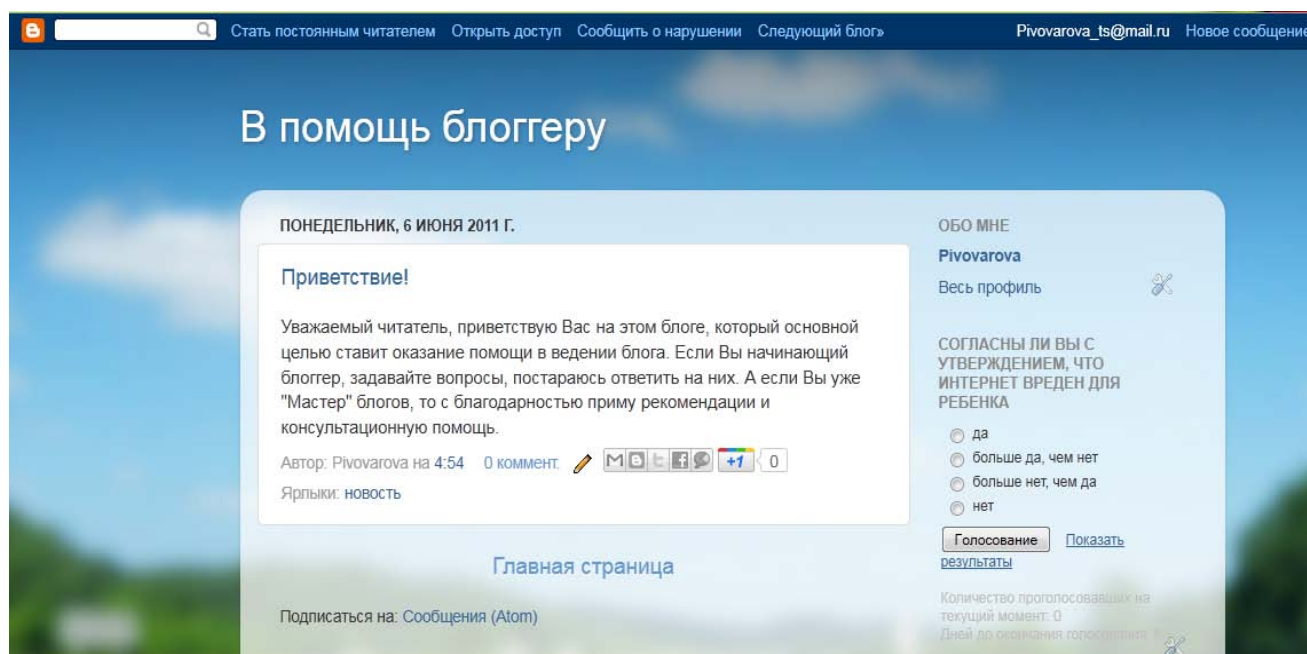 Стать постоянным читателем Открыть доступ Сообщить о нарушении Следующий блог» Pivovarova_ts@mail.ru Новое сообщение
В помощь блоггеру
ПОНЕДЕЛЬНИК, 6 ИЮНЯ 2011 Г.
Приветствие!
Уважаемый читатель, приветствую Вас на этом блоге, который основной
целью ставит оказание помощи в ведении блога. Если Вы начинающий
блоггер, задавайте вопросы, постараюсь ответить на них. А если Вы уже
"Мастер" блогов, то с благодарностью приму рекомендации и
консультационную помощь.
Автор: Pivovarova на 4:54 0 коммент. +1 0
Ярлыки: новость
Главная страница
Подписаться на: Сообщения (Atom)
ОБО МНЕ
Pivovarova
Весь профиль
СОГЛАСНЫ ЛИ ВЫ С
УТВЕРЖДЕНИЕМ, ЧТО
ИНТЕРНЕТ ВРЕДЕН ДЛЯ
РЕБЕНКА
да
больше да, чем нет
больше нет, чем да
нет
Голосование Показать
результаты
Количество проголосовавших на
текущий момент: 0
Дней до окончания голосования: